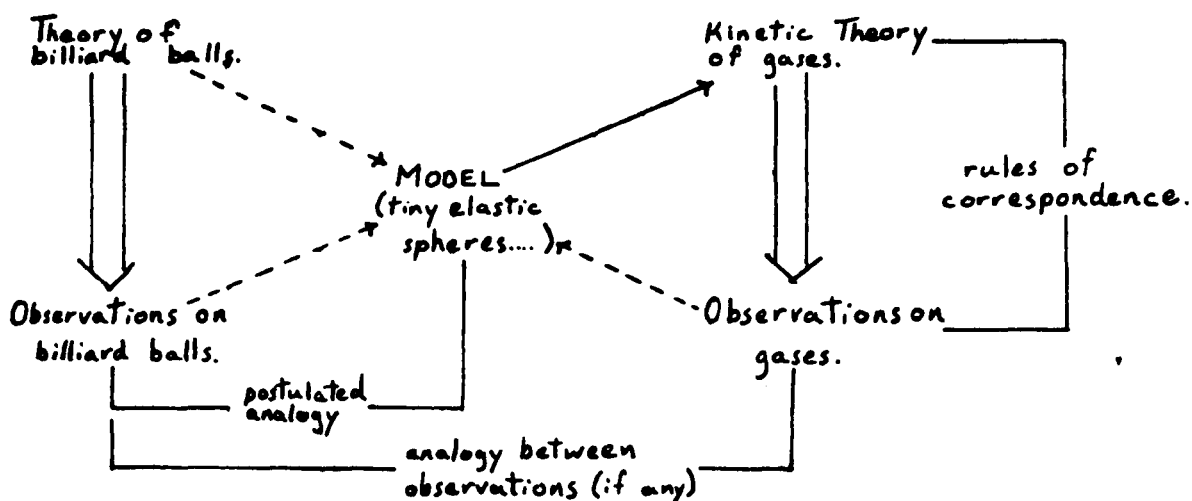 Theory of
billiard balls.
Kinetic Theory
of gases.
MODEL
(tiny elastic
spheres....)
rules of
correspondence.
Observations on
billiard balls.
Observations on
gases.
postulated
analogy
analogy between
observations (if any)